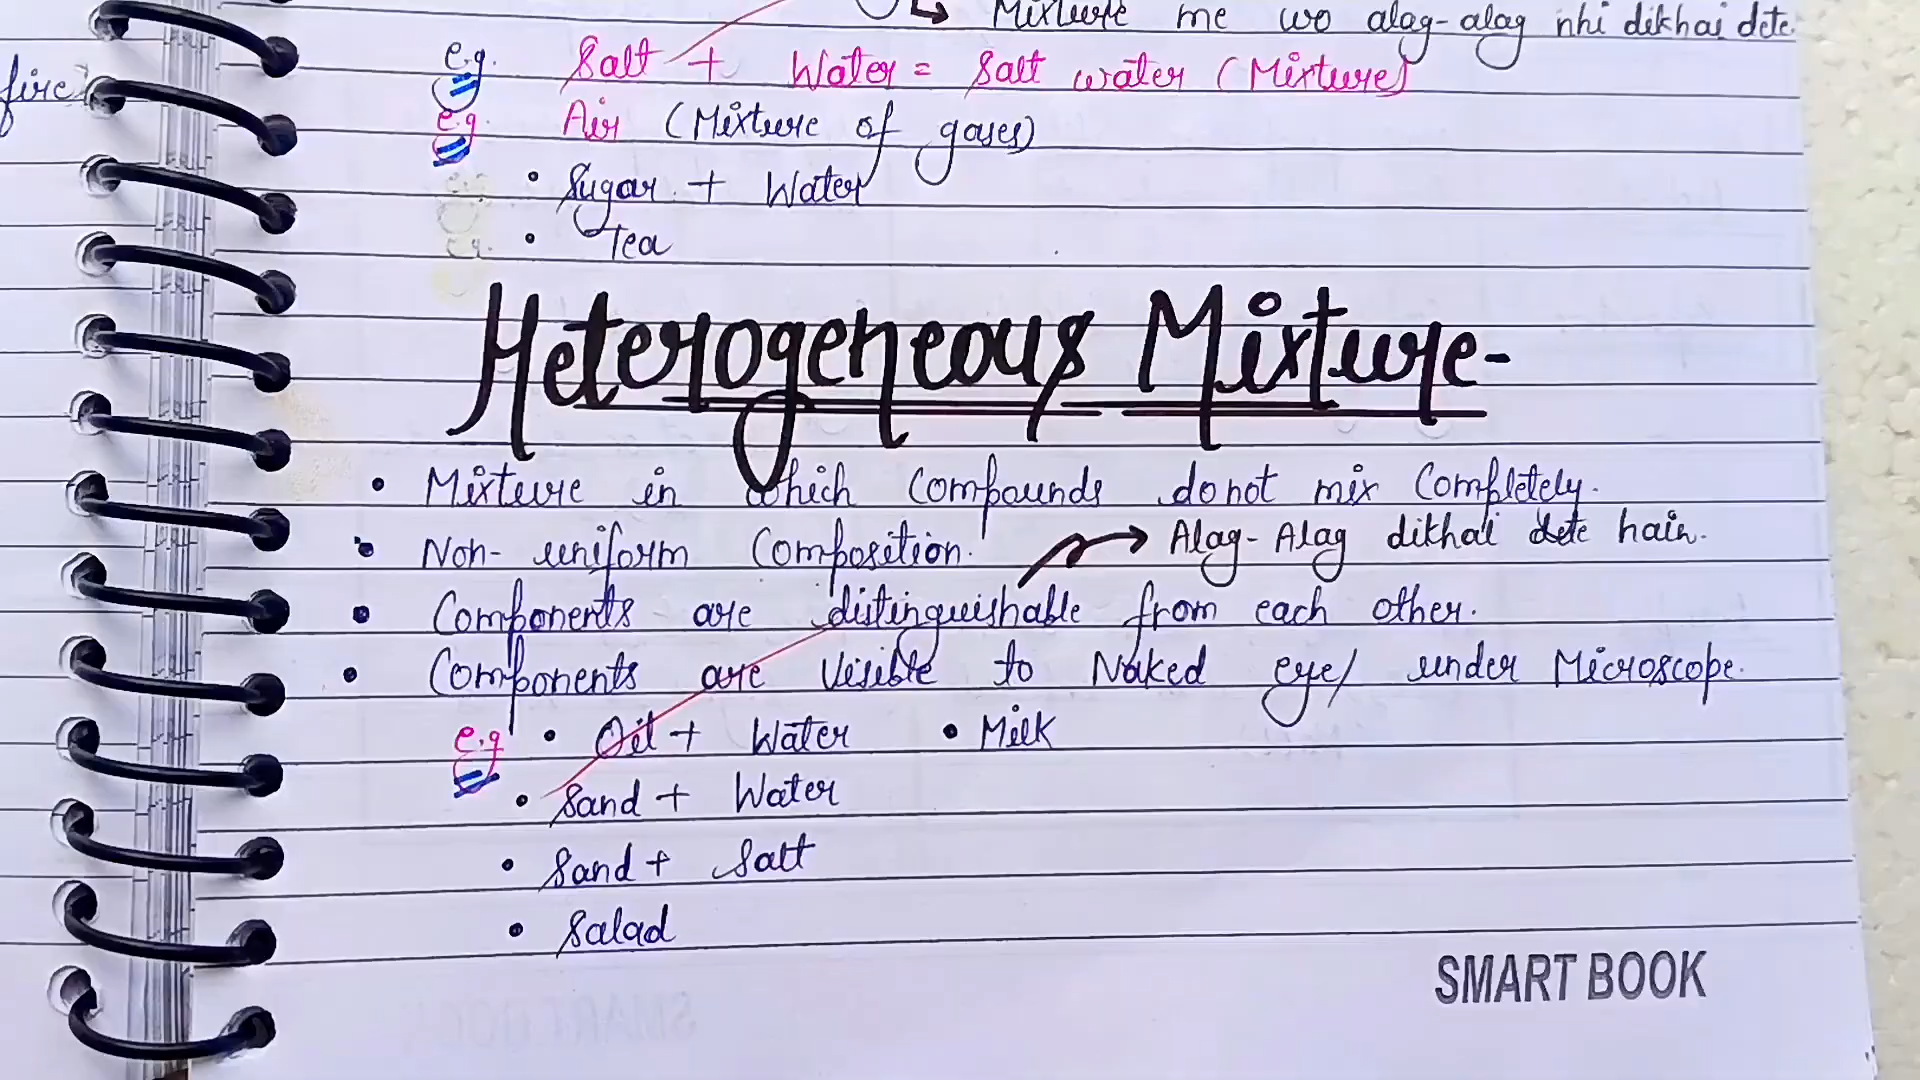 Mixture me wo alag-alag nhi dikhai dete.
fire
e.g. Salt + Water = Salt water (Mixture)
e.g. Air (Mixture of gases)
• Sugar + Water
e.g. • Tea
Heterogeneous Mixture-
• Mixture in which Compounds donot mix Completely.
• Non-uniform Composition. → Alag-Alag dikhai dete hain.
• Components are distinguishable from each other.
• Components are Visible to Naked eye/ under Microscope.
e.g • Oil + Water • Milk
• Sand + Water
• Sand + Salt
• Salad
SMART BOOK